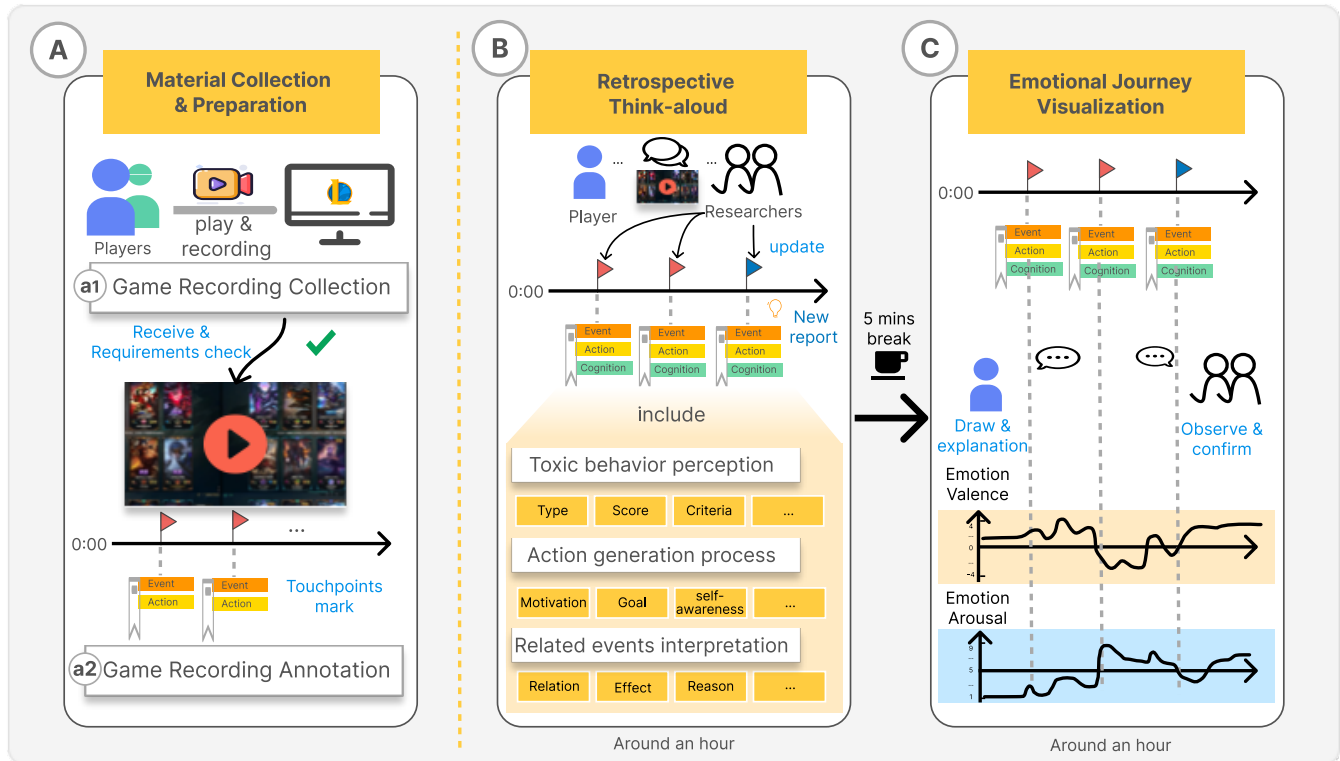 A
Material Collection
& Preparation
Players
play &
recording
a1
Game Recording Collection
Receive &
Requirements check
...
0:00
Event
Action
Event
Action
Touchpoints
mark
a2
Game Recording Annotation
B
Retrospective
Think-aloud
...
...
Player
Researchers
update
0:00
New
report
Event
Action
Cognition
Event
Action
Cognition
Event
Action
Cognition
include
Toxic behavior perception
Type
Score
Criteria
...
Action generation process
Motivation
Goal
self-
awareness
...
Related events interpretation
Relation
Effect
Reason
...
Around an hour
5 mins
break
C
Emotional Journey
Visualization
0:00
Event
Action
Cognition
Event
Action
Cognition
Event
Action
Cognition
Draw &
explanation
Observe &
confirm
Emotion
Valence
4
...
0
...
-4
Emotion
Arousal
9
...
5
...
1
Around an hour